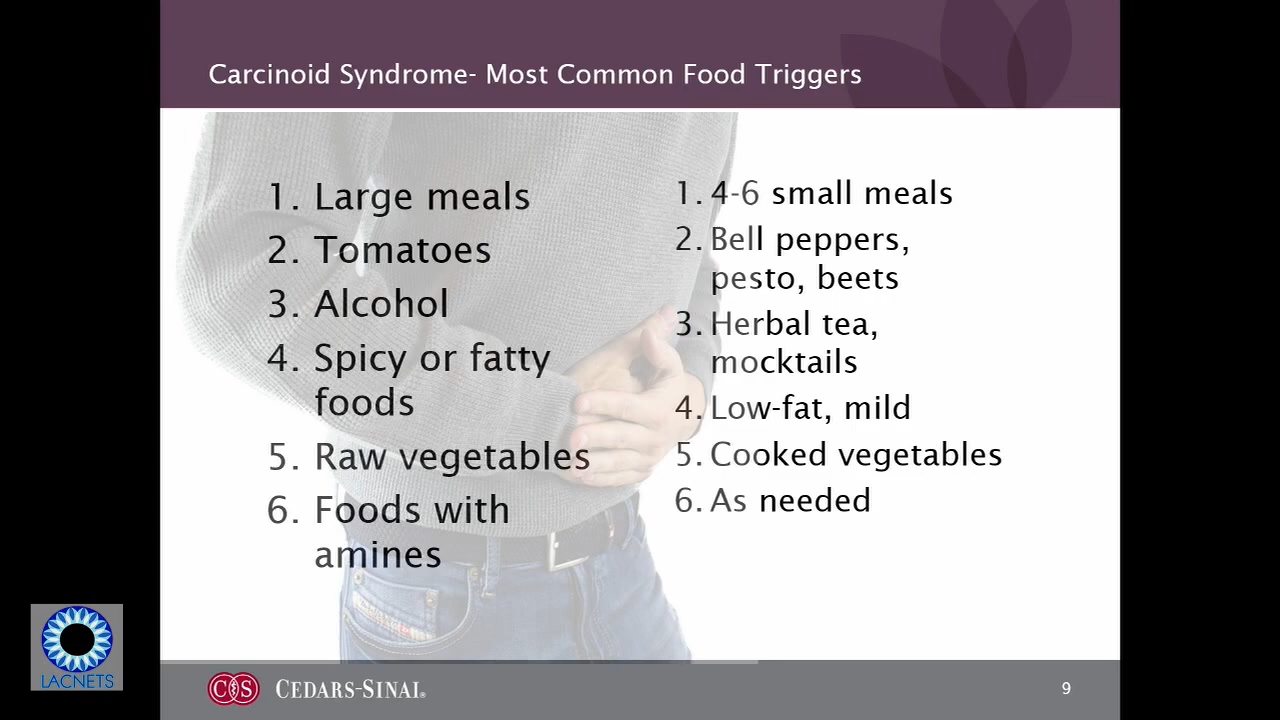 Carcinoid Syndrome- Most Common Food Triggers
1. Large meals
2. Tomatoes
3. Alcohol
4. Spicy or fatty
foods
5. Raw vegetables
6. Foods with
amines
1. 4-6 small meals
2. Bell peppers,
pesto, beets
3. Herbal tea,
mocktails
4. Low-fat, mild
5. Cooked vegetables
6. As needed
LACNETS
CS CEDARS-SINAI®
9